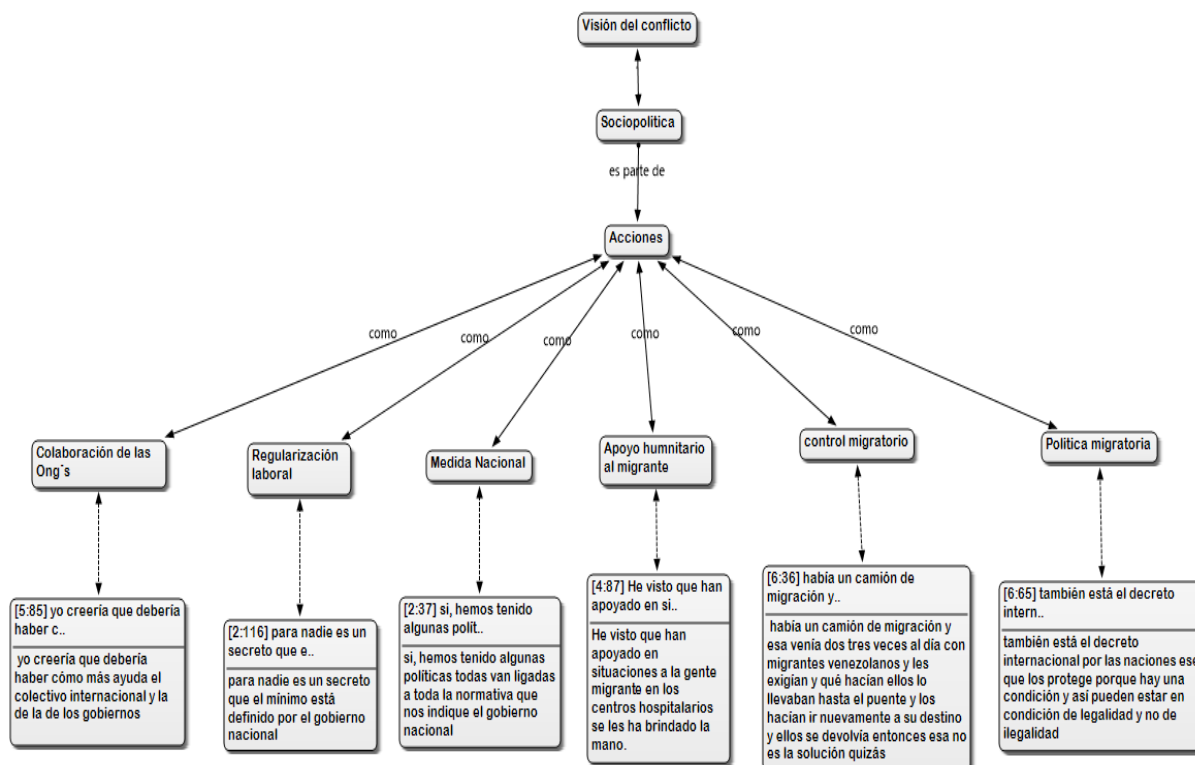 Visión del conflicto
Sociopolítica
es parte de
Acciones
como
como
como
como
como
como
Colaboración de las
Ong´s
Regularización
laboral
Medida Nacional
Apoyo humnitario
al migrante
control migratorio
Política migratoria
[5:85] yo creería que debería
haber c..
yo creería que debería
haber cómo más ayuda el
colectivo internacional y la
de la de los gobiernos
[2:116] para nadie es un
secreto que e..
para nadie es un secreto
que el mínimo está
definido por el gobierno
nacional
[2:37] si, hemos tenido
algunas polít..
si, hemos tenido algunas
políticas todas van ligadas
a toda la normativa que
nos indique el gobierno
nacional
[4:87] He visto que han
apoyado en si..
He visto que han
apoyado en
situaciones a la gente
migrante en los
centros hospitalarios
se les ha brindado la
mano.
[6:36] había un camión de
migración y..
había un camión de migración y
esa venía dos tres veces al día con
migrantes venezolanos y les
exigían y qué hacían ellos lo
llevaban hasta el puente y los
hacían ir nuevamente a su destino
y ellos se devolvía entonces esa no
es la solución quizás
[6:65] también está el decreto
intern..
también está el decreto
internacional por las naciones ese
que los protege porque hay una
condición y así pueden estar en
condición de legalidad y no de
ilegalidad